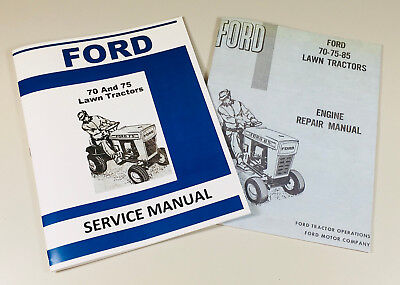 FORD
70 And 75
Lawn Tractors
SERVICE MANUAL
FORD
FORD
70-75-85
LAWN TRACTORS
ENGINE
REPAIR MANUAL
FORD
FORD TRACTOR OPERATIONS
FORD MOTOR COMPANY